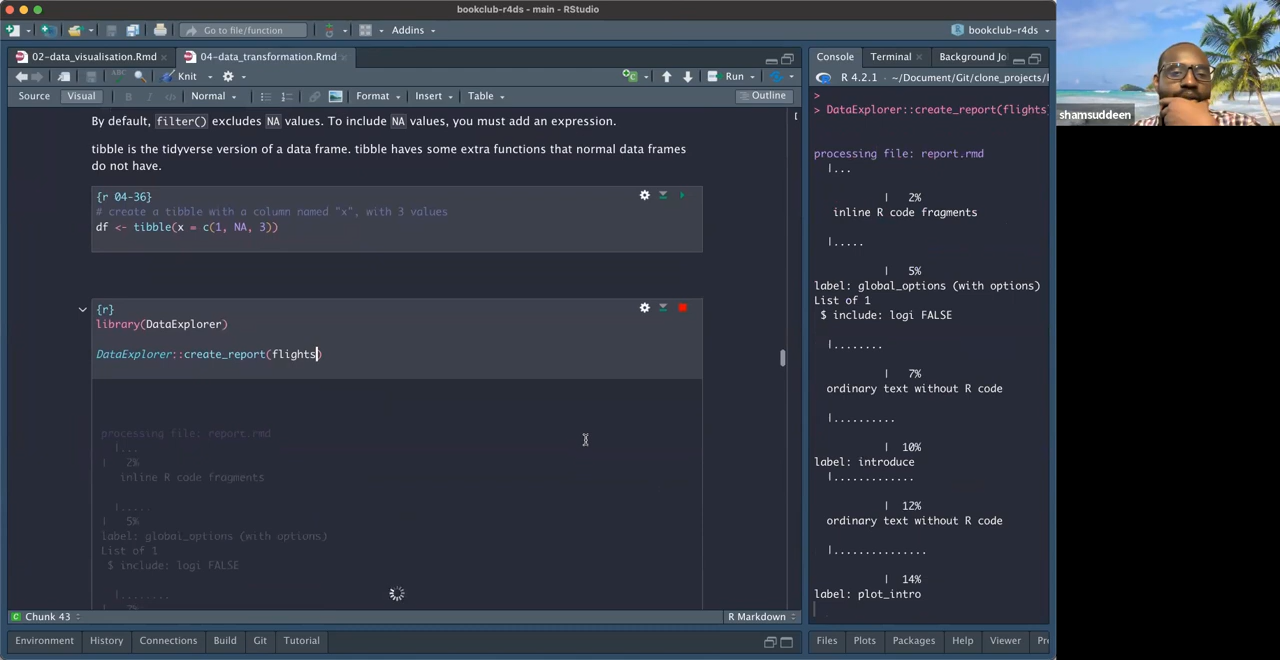 bookclub-r4ds - main - RStudio
Go to file/function
Addins
bookclub-r4ds
02-data_visualisation.Rmd
04-data_transformation.Rmd
Knit
Run
Source
Visual
Normal
Format
Insert
Table
Outline
By default, filter() excludes NA values. To include NA values, you must add an expression.
tibble is the tidyverse version of a data frame. tibble have some extra functions that normal data frames
do not have.
{r 04-36}
# create a tibble with a column named "x", with 3 values
df <- tibble(x = c(1, NA, 3))
{r}
library(DataExplorer)
DataExplorer::create_report(flights)
processing file: report.rmd
|...
| 2%
inline R code fragments
|.....
| 5%
label: global_options (with options)
List of 1
$ include: logi FALSE
|........
| 7%
Chunk 43
R Markdown
Environment
History
Connections
Build
Git
Tutorial
Console
Terminal
Background Jo
R 4.2.1 . ~/Document/Git/clone_projects/
>
> DataExplorer::create_report(flights)
processing file: report.rmd
|...
| 2%
inline R code fragments
|.....
| 5%
label: global_options (with options)
List of 1
$ include: logi FALSE
|........
| 7%
ordinary text without R code
|..........
| 10%
label: introduce
|.............
| 12%
ordinary text without R code
|...............
| 14%
label: plot_intro
Files
Plots
Packages
Help
Viewer
Pr
shamsuddeen